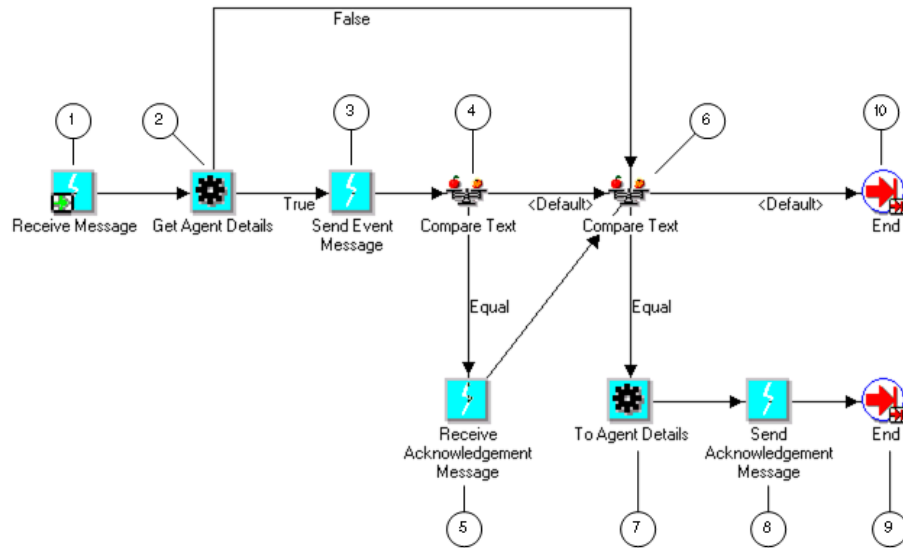 False
1
2
3
4
6
10
Receive Message
Get Agent Details
True
Send Event
Message
Compare Text
<Default>
Compare Text
<Default>
End
Equal
Equal
Receive
Acknowledgement
Message
To Agent Details
Send
Acknowledgement
Message
End
5
7
8
9